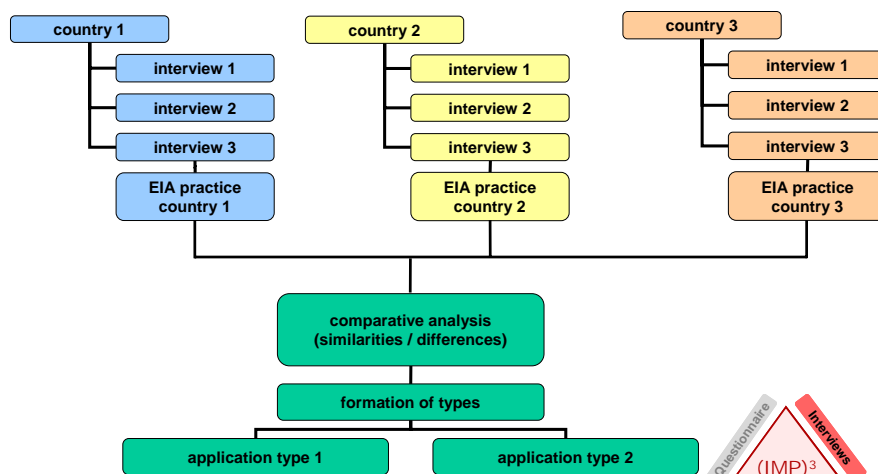 country 1
interview 1
interview 2
interview 3
EIA practice
country 1
country 2
interview 1
interview 2
interview 3
EIA practice
country 2
country 3
interview 1
interview 2
interview 3
EIA practice
country 3
comparative analysis
(similarities / differences)
formation of types
application type 1
application type 2
Questionnaire
Interviews
(IMP)³